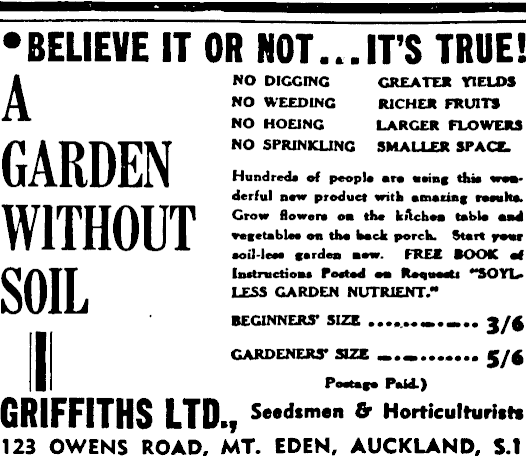 • BELIEVE IT OR NOT... IT'S TRUE!
A
GARDEN
WITHOUT
SOIL
NO DIGGING GREATER YIELDS
NO WEEDING RICHER FRUITS
NO HOEING LARGER FLOWERS
NO SPRINKLING SMALLER SPACE.
Hundreds of people are using this won-
derful new product with amazing results.
Grow flowers on the kitchen table and
vegetables on the back porch. Start your
soil-less garden now. FREE BOOK of
Instructions Posted on Request: "SOYL-
LESS GARDEN NUTRIENT."
BEGINNERS' SIZE ............ 3/6
GARDENERS' SIZE ............ 5/6
Postage Paid.)
GRIFFITHS LTD., Seedsmen & Horticulturists
123 OWENS ROAD, MT. EDEN, AUCKLAND, S.1